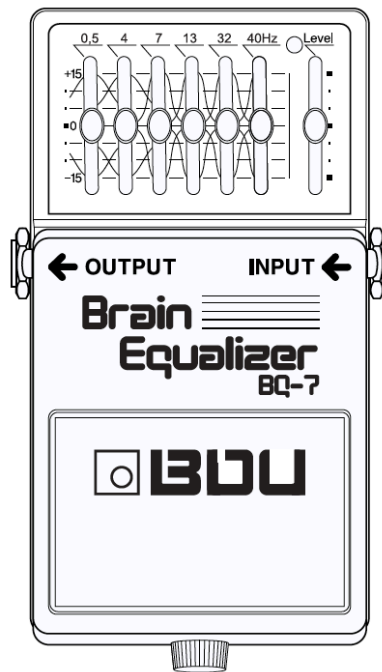 0,5 4 7 13 32 40Hz Level
+15
0
-15
OUTPUT INPUT
Brain
Equalizer
BQ-7
BDU